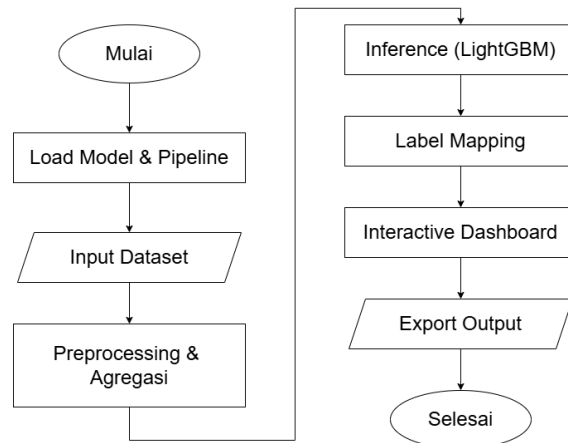 Mulai
Load Model & Pipeline
Input Dataset
Preprocessing &
Agregasi
Inference (LightGBM)
Label Mapping
Interactive Dashboard
Export Output
Selesai